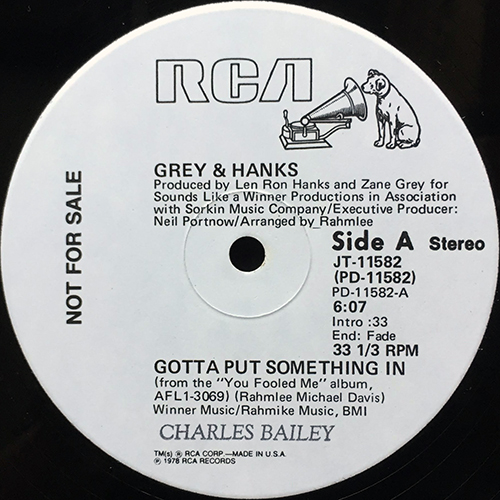 RCA
NOT FOR SALE
GREY & HANKS
Produced by Len Ron Hanks and Zane Grey for
Sounds Like a Winner Productions in Association
with Sorkin Music Company/Executive Producer:
Neil Portnow/Arranged by Rahmlee
Side A Stereo
JT-11582
(PD-11582)
PD-11582-A
6:07
Intro :33
End: Fade
33 1/3 RPM
GOTTA PUT SOMETHING IN
(from the "You Fooled Me" album,
AFL1-3069) (Rahmlee Michael Davis)
Winner Music/Rahmike Music, BMI
CHARLES BAILEY
TM(s) ® RCA CORP.—MADE IN U.S.A.
℗ 1978 RCA RECORDS